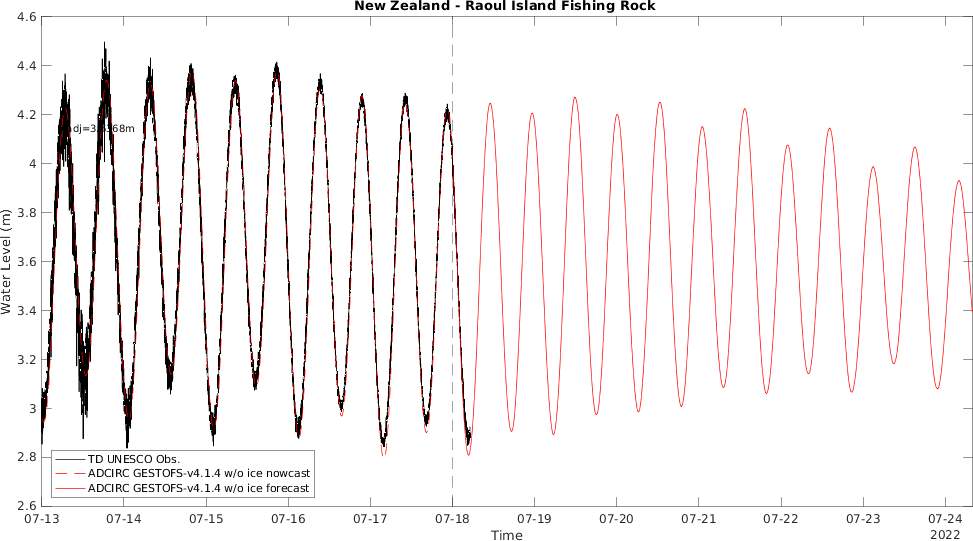 New Zealand - Raoul Island Fishing Rock
Water Level (m)
4.6
4.4
4.2
4
3.8
3.6
3.4
3.2
3
2.8
2.6
TD UNESCO Obs.
ADCIRC GESTOFS-v4.1.4 w/o ice nowcast
ADCIRC GESTOFS-v4.1.4 w/o ice forecast
07-13 07-14 07-15 07-16 07-17 07-18 07-19 07-20 07-21 07-22 07-23 07-24
2022
Time